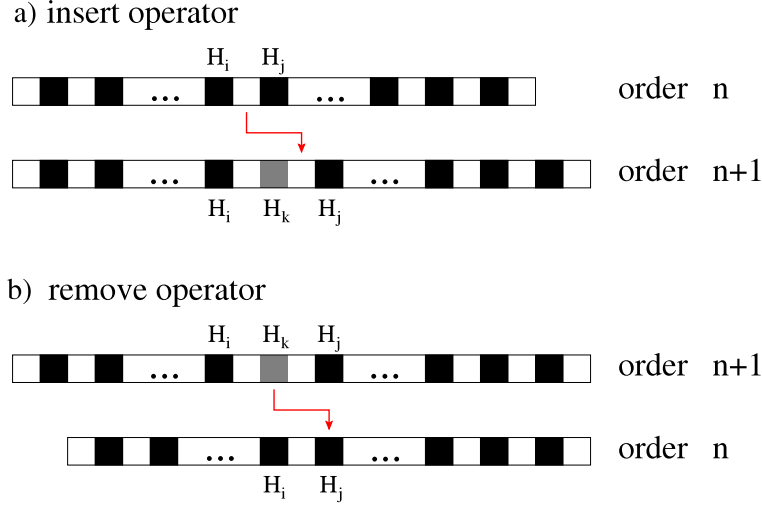 a) insert operator
H_i H_j
... ... order n
... ... order n+1
H_i H_k H_j
b) remove operator
H_i H_k H_j
... ... order n+1
... ... order n
H_i H_j